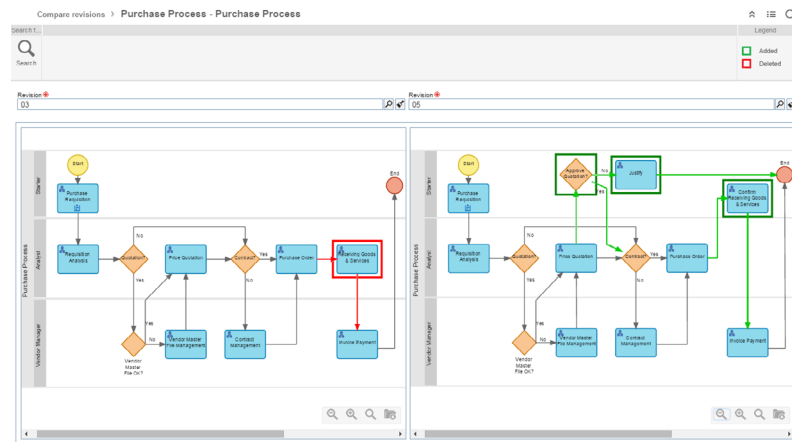 Compare revisions > Purchase Process - Purchase Process
Search f...
Legend
Search
Added
Deleted
Revision
03
Revision
05
Purchase Process
Starter
Analyst
Vendor Manager
Start
Purchase
Requisition
End
Requisition
Analysis
Quotation?
No
Yes
Price Quotation
Contract?
Yes
No
Purchase Order
Receiving Goods
& Services
Vendor
Master
File OK?
Yes
No
Vendor Master
File Management
Contract
Management
Invoice Payment
Purchase Process
Starter
Analyst
Vendor Manager
Start
Purchase
Requisition
Approve
Quotation?
No
Yes
Justify
Confirm
Receiving Goods
& Services
End
Requisition
Analysis
Quotation?
No
Yes
Price Quotation
Contract?
Yes
No
Purchase Order
Vendor
Master
File OK?
Yes
No
Vendor Master
File Management
Contract
Management
Invoice Payment